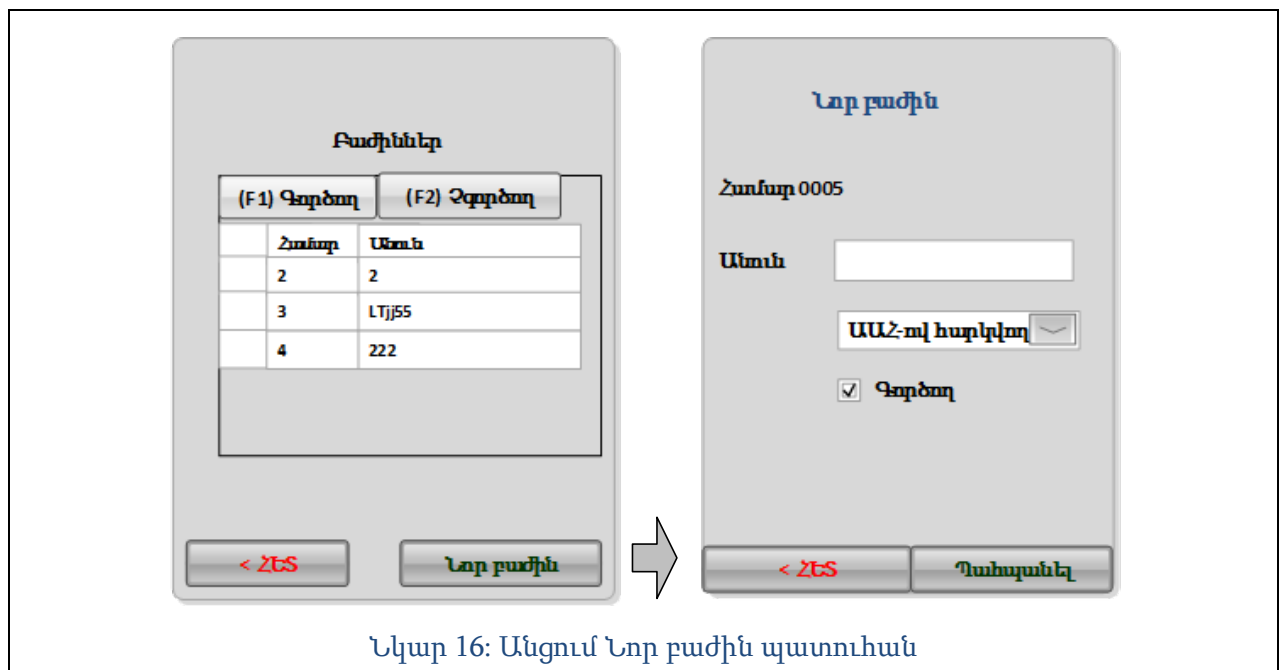 Բաժիններ
(F1) Գործող (F2) Չգործող
Համար Անուն
2 2
3 LTjj55
4 222
< ՀԵՏ Նոր բաժին
Նոր բաժին
Համար 0005
Անուն
ԱԱՀ-ով հարկվող
Գործող
< ՀԵՏ Պահպանել
Նկար 16: Անցում Նոր բաժին պատուհան